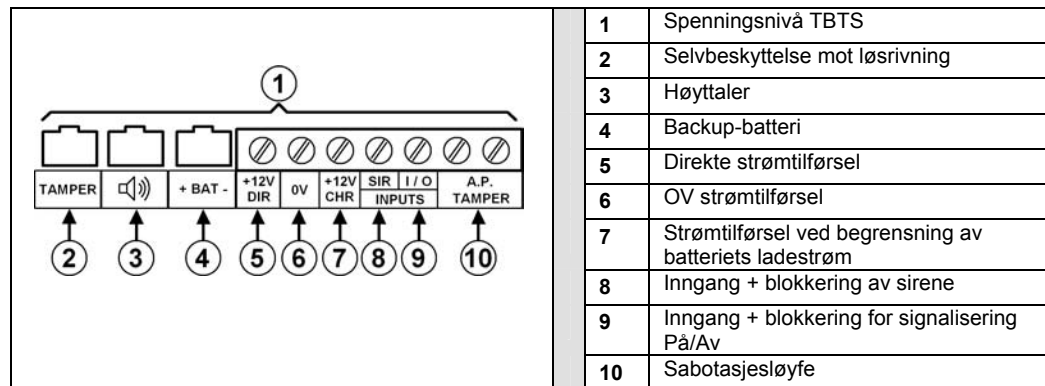 1
TAMPER
+ BAT -
+12V DIR
0V
+12V CHR
SIR
I / O
INPUTS
A.P. TAMPER
2
3
4
5
6
7
8
9
10
1 Spenningsnivå TBTS
2 Selvbeskyttelse mot løsrivning
3 Høyttaler
4 Backup-batteri
5 Direkte strømtilførsel
6 OV strømtilførsel
7 Strømtilførsel ved begrensning av
batteriets ladestrøm
8 Inngang + blokkering av sirene
9 Inngang + blokkering for signalisering
På/Av
10 Sabotasjesløyfe